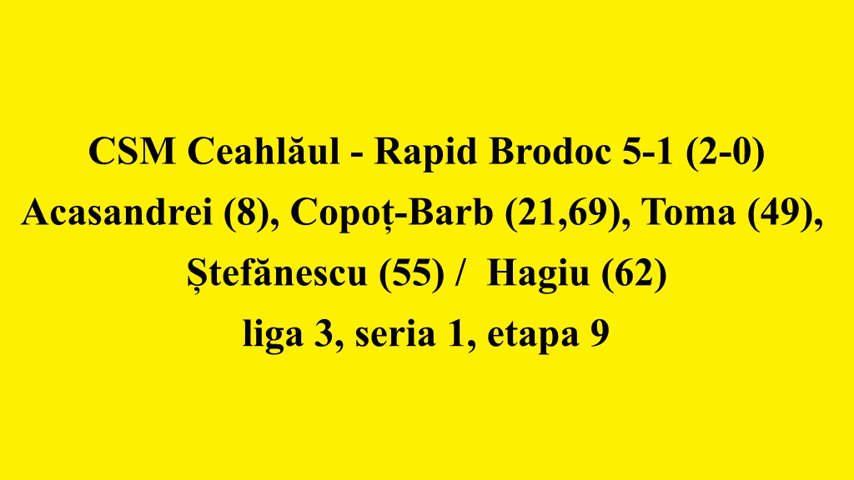 CSM Ceahlăul - Rapid Brodoc 5-1 (2-0)
Acasandrei (8), Copoț-Barb (21,69), Toma (49),
Ștefănescu (55) / Hagiu (62)
liga 3, seria 1, etapa 9